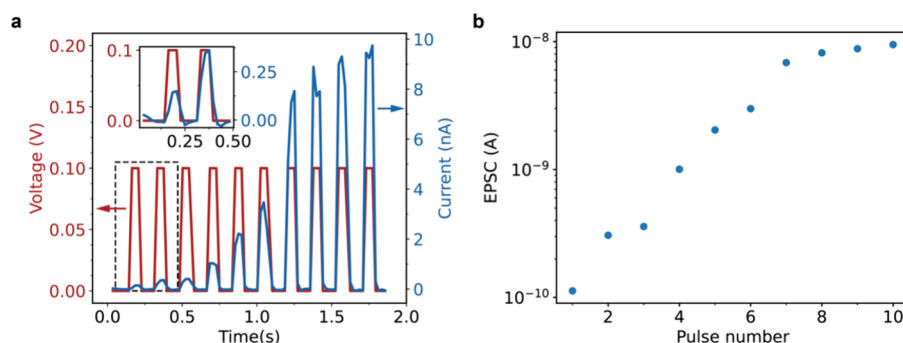 a
b
0.20
0.15
0.10
0.05
0.00
Voltage (V)
0.1
0.0
0.25
0.00
0.25 0.50
10
8
6
4
2
0
Current (nA)
0.0 0.5 1.0 1.5 2.0
Time(s)
10⁻⁸
10⁻⁹
10⁻¹⁰
EPSC (A)
2 4 6 8 10
Pulse number